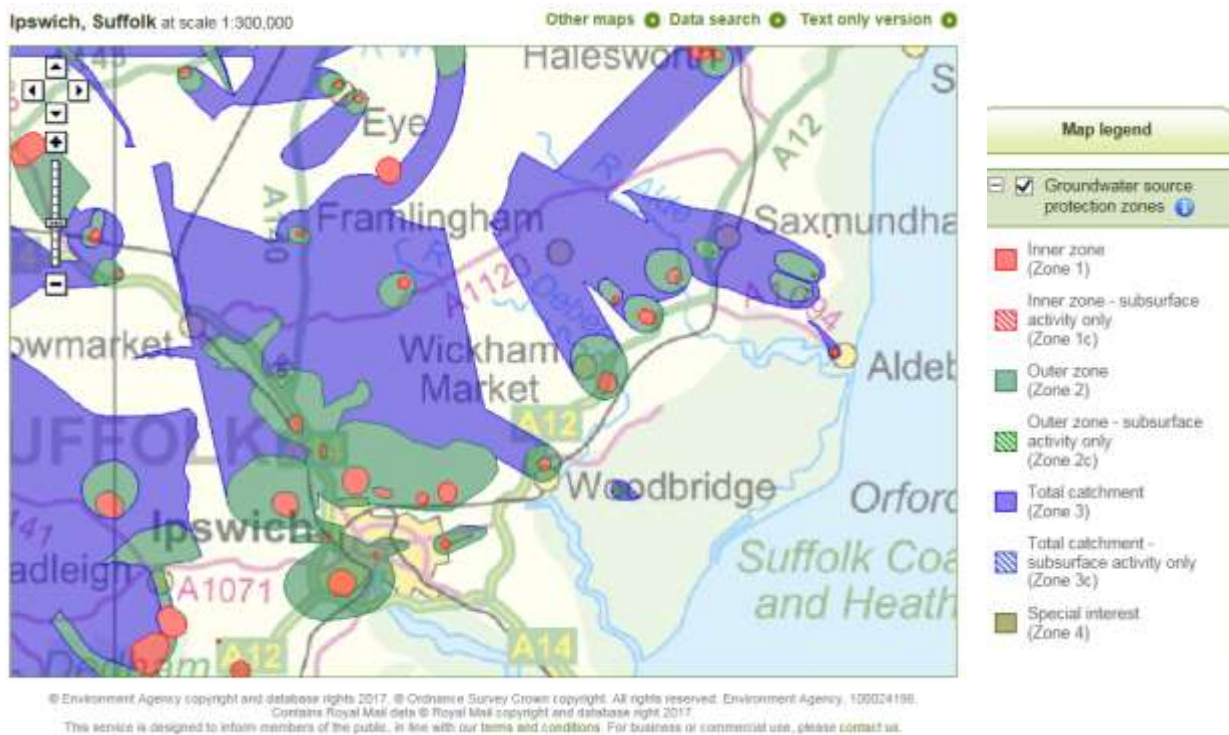 Ipswich, Suffolk at scale 1:300,000
Other maps Data search Text only version
Halesworth
S
Eye
A12
A140
R. Alde
Framlingham
Saxmundha
A1120
R. Deben
A1094
owmarket
Wickham
Market
Aldeb
UFFOLK
A12
Woodbridge
Orford
Ipswich
adleigh
A1071
Suffolk Coa
and Heath
A12
A14
Dedham
Map legend
Groundwater source
protection zones
Inner zone
(Zone 1)
Inner zone - subsurface
activity only
(Zone 1c)
Outer zone
(Zone 2)
Outer zone - subsurface
activity only
(Zone 2c)
Total catchment
(Zone 3)
Total catchment -
subsurface activity only
(Zone 3c)
Special interest
(Zone 4)
© Environment Agency copyright and database rights 2017. © Ordnance Survey Crown copyright. All rights reserved. Environment Agency, 100024198.
Contains Royal Mail data © Royal Mail copyright and database right 2017.
This service is designed to inform members of the public, in line with our terms and conditions. For business or commercial use, please contact us.